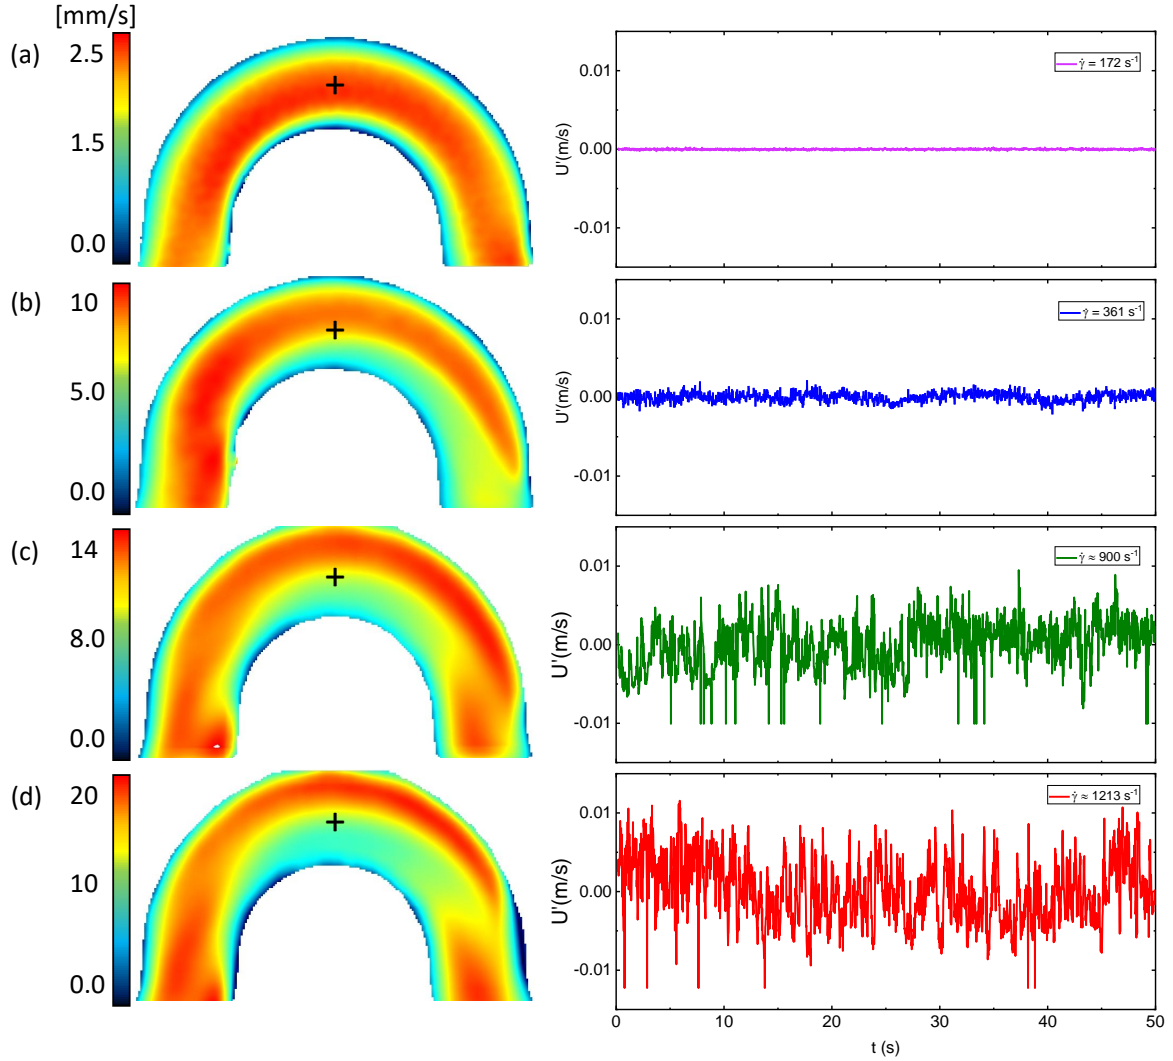 [mm/s]
(a)
2.5
1.5
0.0
0.01
0.00
-0.01
U'(m/s)
γ̇ = 172 s⁻¹
(b)
10
5.0
0.0
0.01
0.00
-0.01
U'(m/s)
γ̇ = 361 s⁻¹
(c)
14
8.0
0.0
0.01
0.00
-0.01
U'(m/s)
γ̇ ≈ 900 s⁻¹
(d)
20
10
0.0
0.01
0.00
-0.01
U'(m/s)
γ̇ ≈ 1213 s⁻¹
0 10 20 30 40 50
t (s)